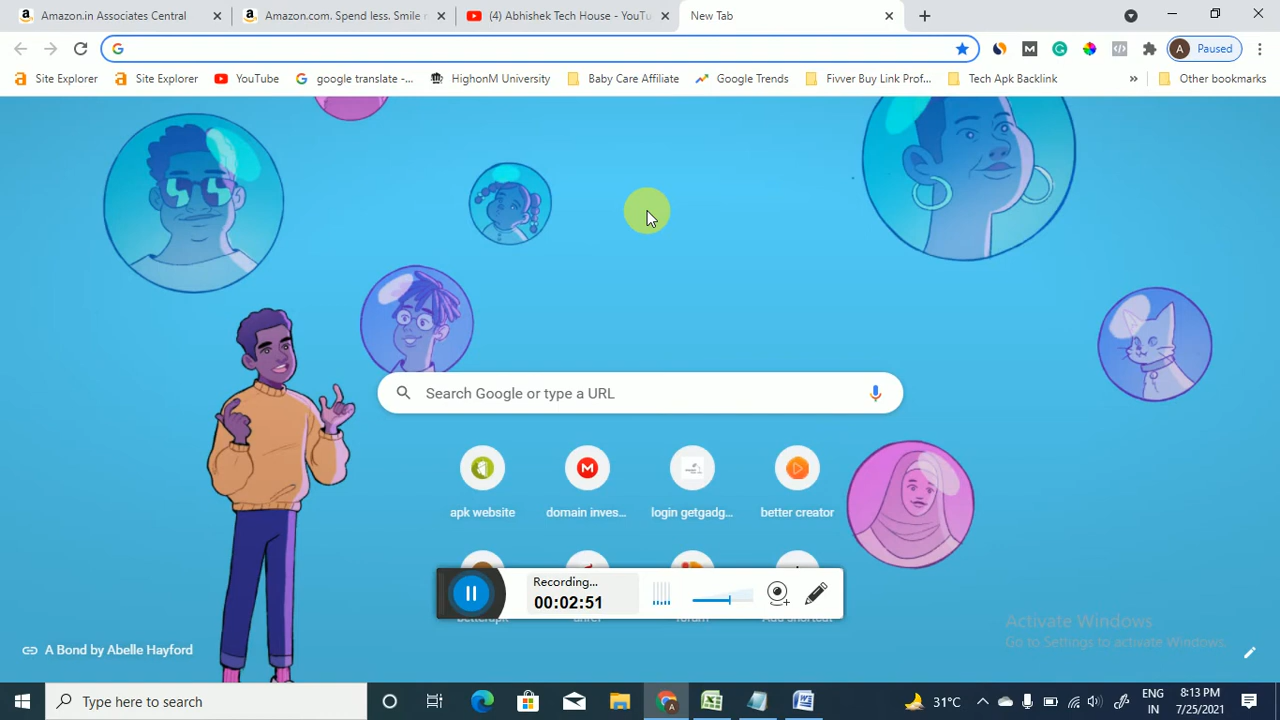 Amazon.in Associates Central
Amazon.com. Spend less. Smile m
(4) Abhishek Tech House - YouTu
New Tab
A Paused
Site Explorer
Site Explorer
YouTube
google translate -...
HighonM University
Baby Care Affiliate
Google Trends
Fivver Buy Link Prof...
Tech Apk Backlink
»
Other bookmarks
Search Google or type a URL
apk website
domain inves...
login getgadg...
better creator
Recording...
00:02:51
Add shortcut
Activate Windows
Go to Settings to activate Windows.
A Bond by Abelle Hayford
Type here to search
31°C
ENG
IN
8:13 PM
7/25/2021